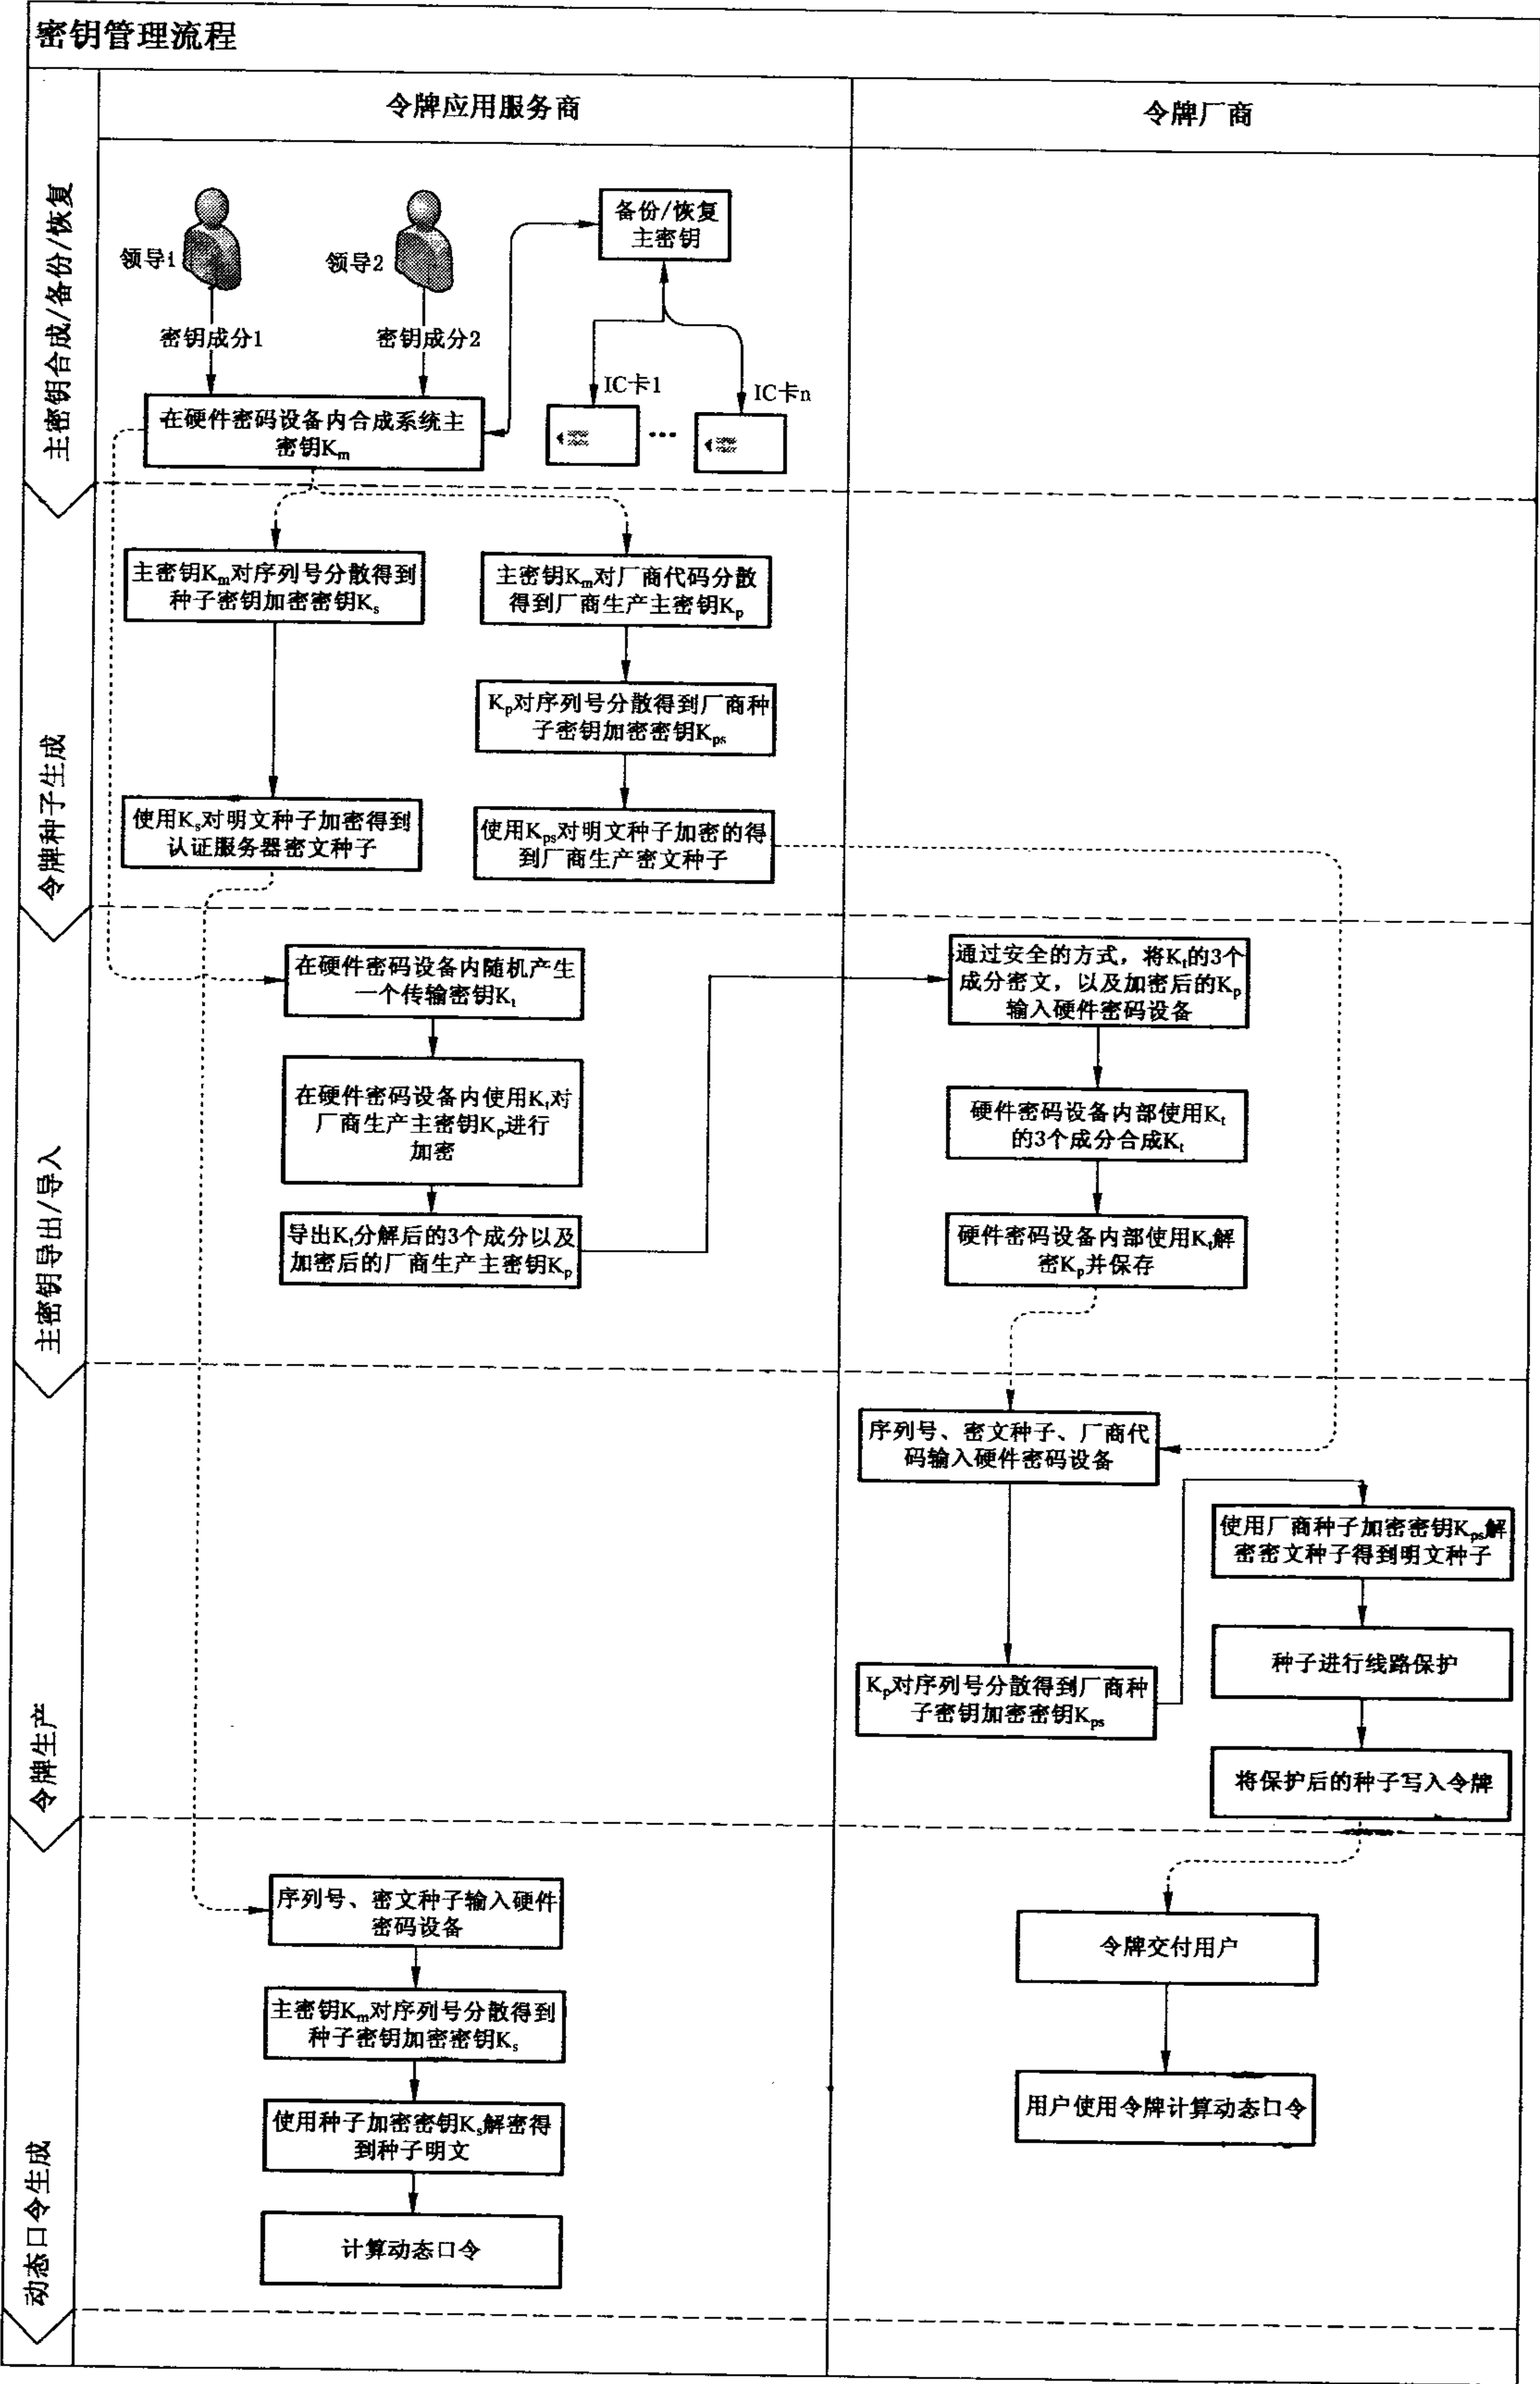 密钥管理流程
令牌应用服务商
令牌厂商
主密钥合成/备份/恢复
领导1
领导2
备份/恢复
主密钥
密钥成分1
密钥成分2
IC卡1
IC卡n
...
在硬件密码设备内合成系统主
密钥Km
令牌种子生成
主密钥Km对序列号分散得到
种子密钥加密密钥Ks
主密钥Km对厂商代码分散
得到厂商生产主密钥Kp
Kp对序列号分散得到厂商种
子密钥加密密钥Kps
使用Ks对明文种子加密得到
认证服务器密文种子
使用Kps对明文种子加密的得
到厂商生产密文种子
主密钥导出/导入
在硬件密码设备内随机产生
一个传输密钥Kt
在硬件密码设备内使用Kt对
厂商生产主密钥Kp进行
加密
导出Kt分解后的3个成分以及
加密后的厂商生产主密钥Kp
通过安全的方式，将Kt的3个
成分密文，以及加密后的Kp
输入硬件密码设备
硬件密码设备内部使用Kt
的3个成分合成Kt
硬件密码设备内部使用Kt解
密Kp并保存
令牌生产
序列号、密文种子、厂商代
码输入硬件密码设备
Kp对序列号分散得到厂商种
子密钥加密密钥Kps
使用厂商种子加密密钥Kps解
密密文种子得到明文种子
种子进行线路保护
将保护后的种子写入令牌
动态口令生成
序列号、密文种子输入硬件
密码设备
主密钥Km对序列号分散得到
种子密钥加密密钥Ks
使用种子加密密钥Ks解密得
到种子明文
计算动态口令
令牌交付用户
用户使用令牌计算动态口令